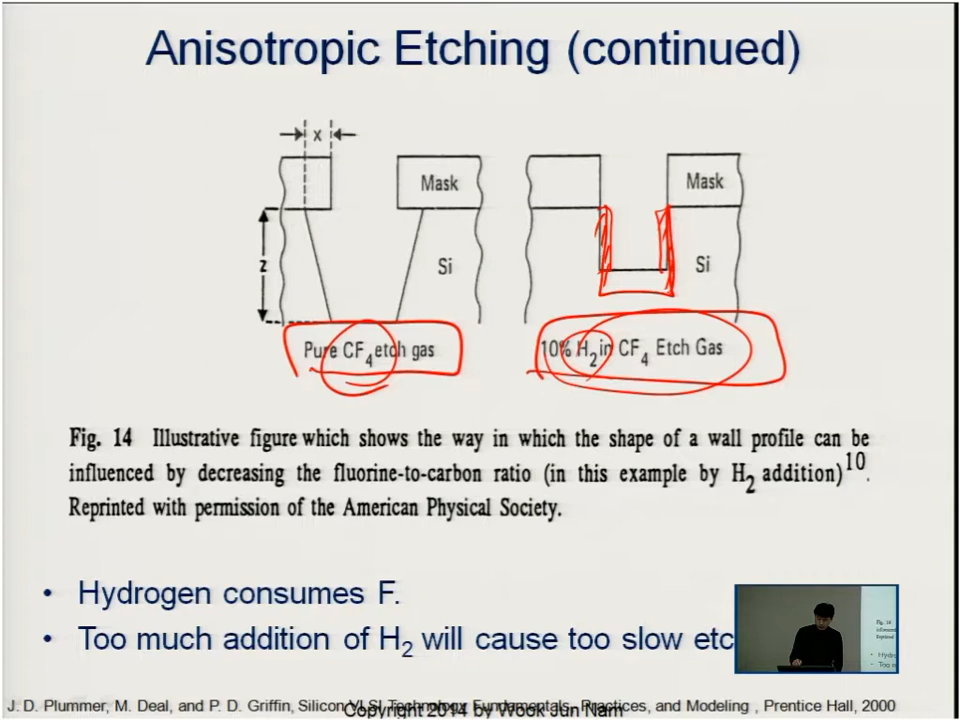 Anisotropic Etching (continued)
x
Mask
Mask
z
Si
Si
Pure CF4 etch gas
10% H2 in CF4 Etch Gas
Fig. 14 Illustrative figure which shows the way in which the shape of a wall profile can be
influenced by decreasing the fluorine-to-carbon ratio (in this example by H2 addition)10.
Reprinted with permission of the American Physical Society.
• Hydrogen consumes F.
• Too much addition of H2 will cause too slow etc
J. D. Plummer, M. Deal, and P. D. Griffin, Silicon VLSI Technology, Fundamentals, Practices, and Modeling , Prentice Hall, 2000
Copyright 2014 by Wook Jun Nam